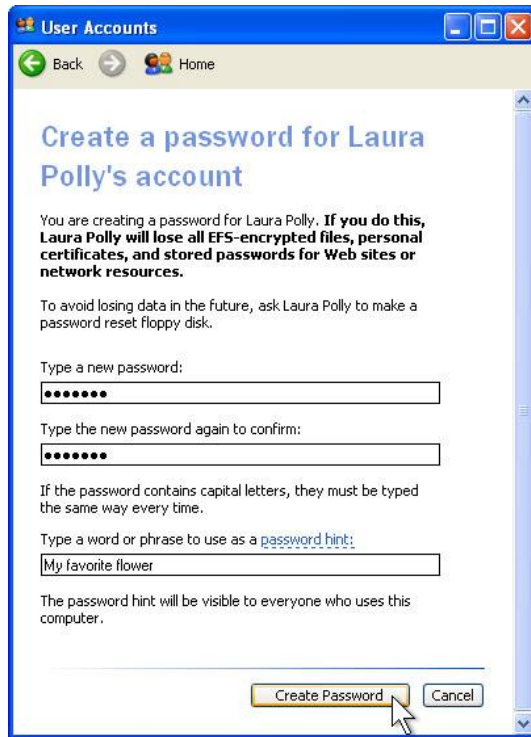 User Accounts
Back Home
Create a password for Laura
Polly's account
You are creating a password for Laura Polly. If you do this,
Laura Polly will lose all EFS-encrypted files, personal
certificates, and stored passwords for Web sites or
network resources.
To avoid losing data in the future, ask Laura Polly to make a
password reset floppy disk.
Type a new password:
●●●●●●●
Type the new password again to confirm:
●●●●●●●
If the password contains capital letters, they must be typed
the same way every time.
Type a word or phrase to use as a password hint:
My favorite flower
The password hint will be visible to everyone who uses this
computer.
Create Password Cancel